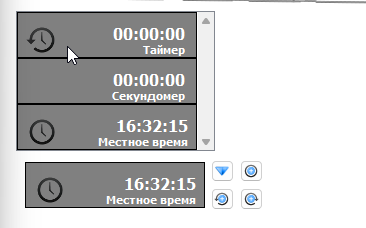 00:00:00
Таймер
00:00:00
Секундомер
16:32:15
Местное время
16:32:15
Местное время